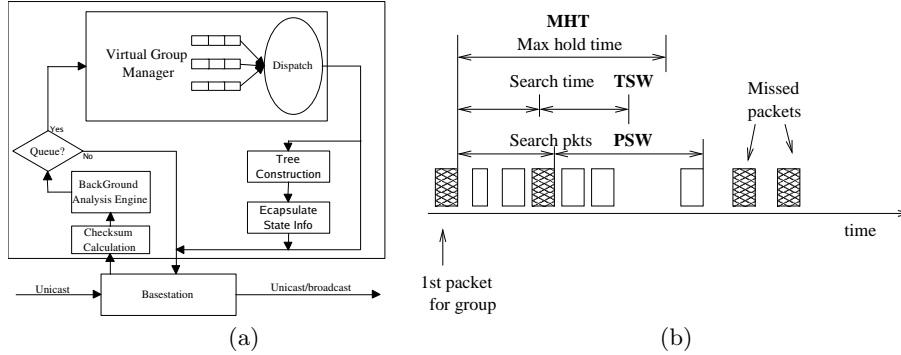 Virtual Group
Manager
Dispatch
Yes
Queue?
No
BackGround
Analysis Engine
Checksum
Calculation
Tree
Construction
Ecapsulate
State Info
Unicast
Basestation
Unicast/broadcast
(a)
MHT
Max hold time
Search time TSW
Search pkts PSW
Missed
packets
time
1st packet
for group
(b)